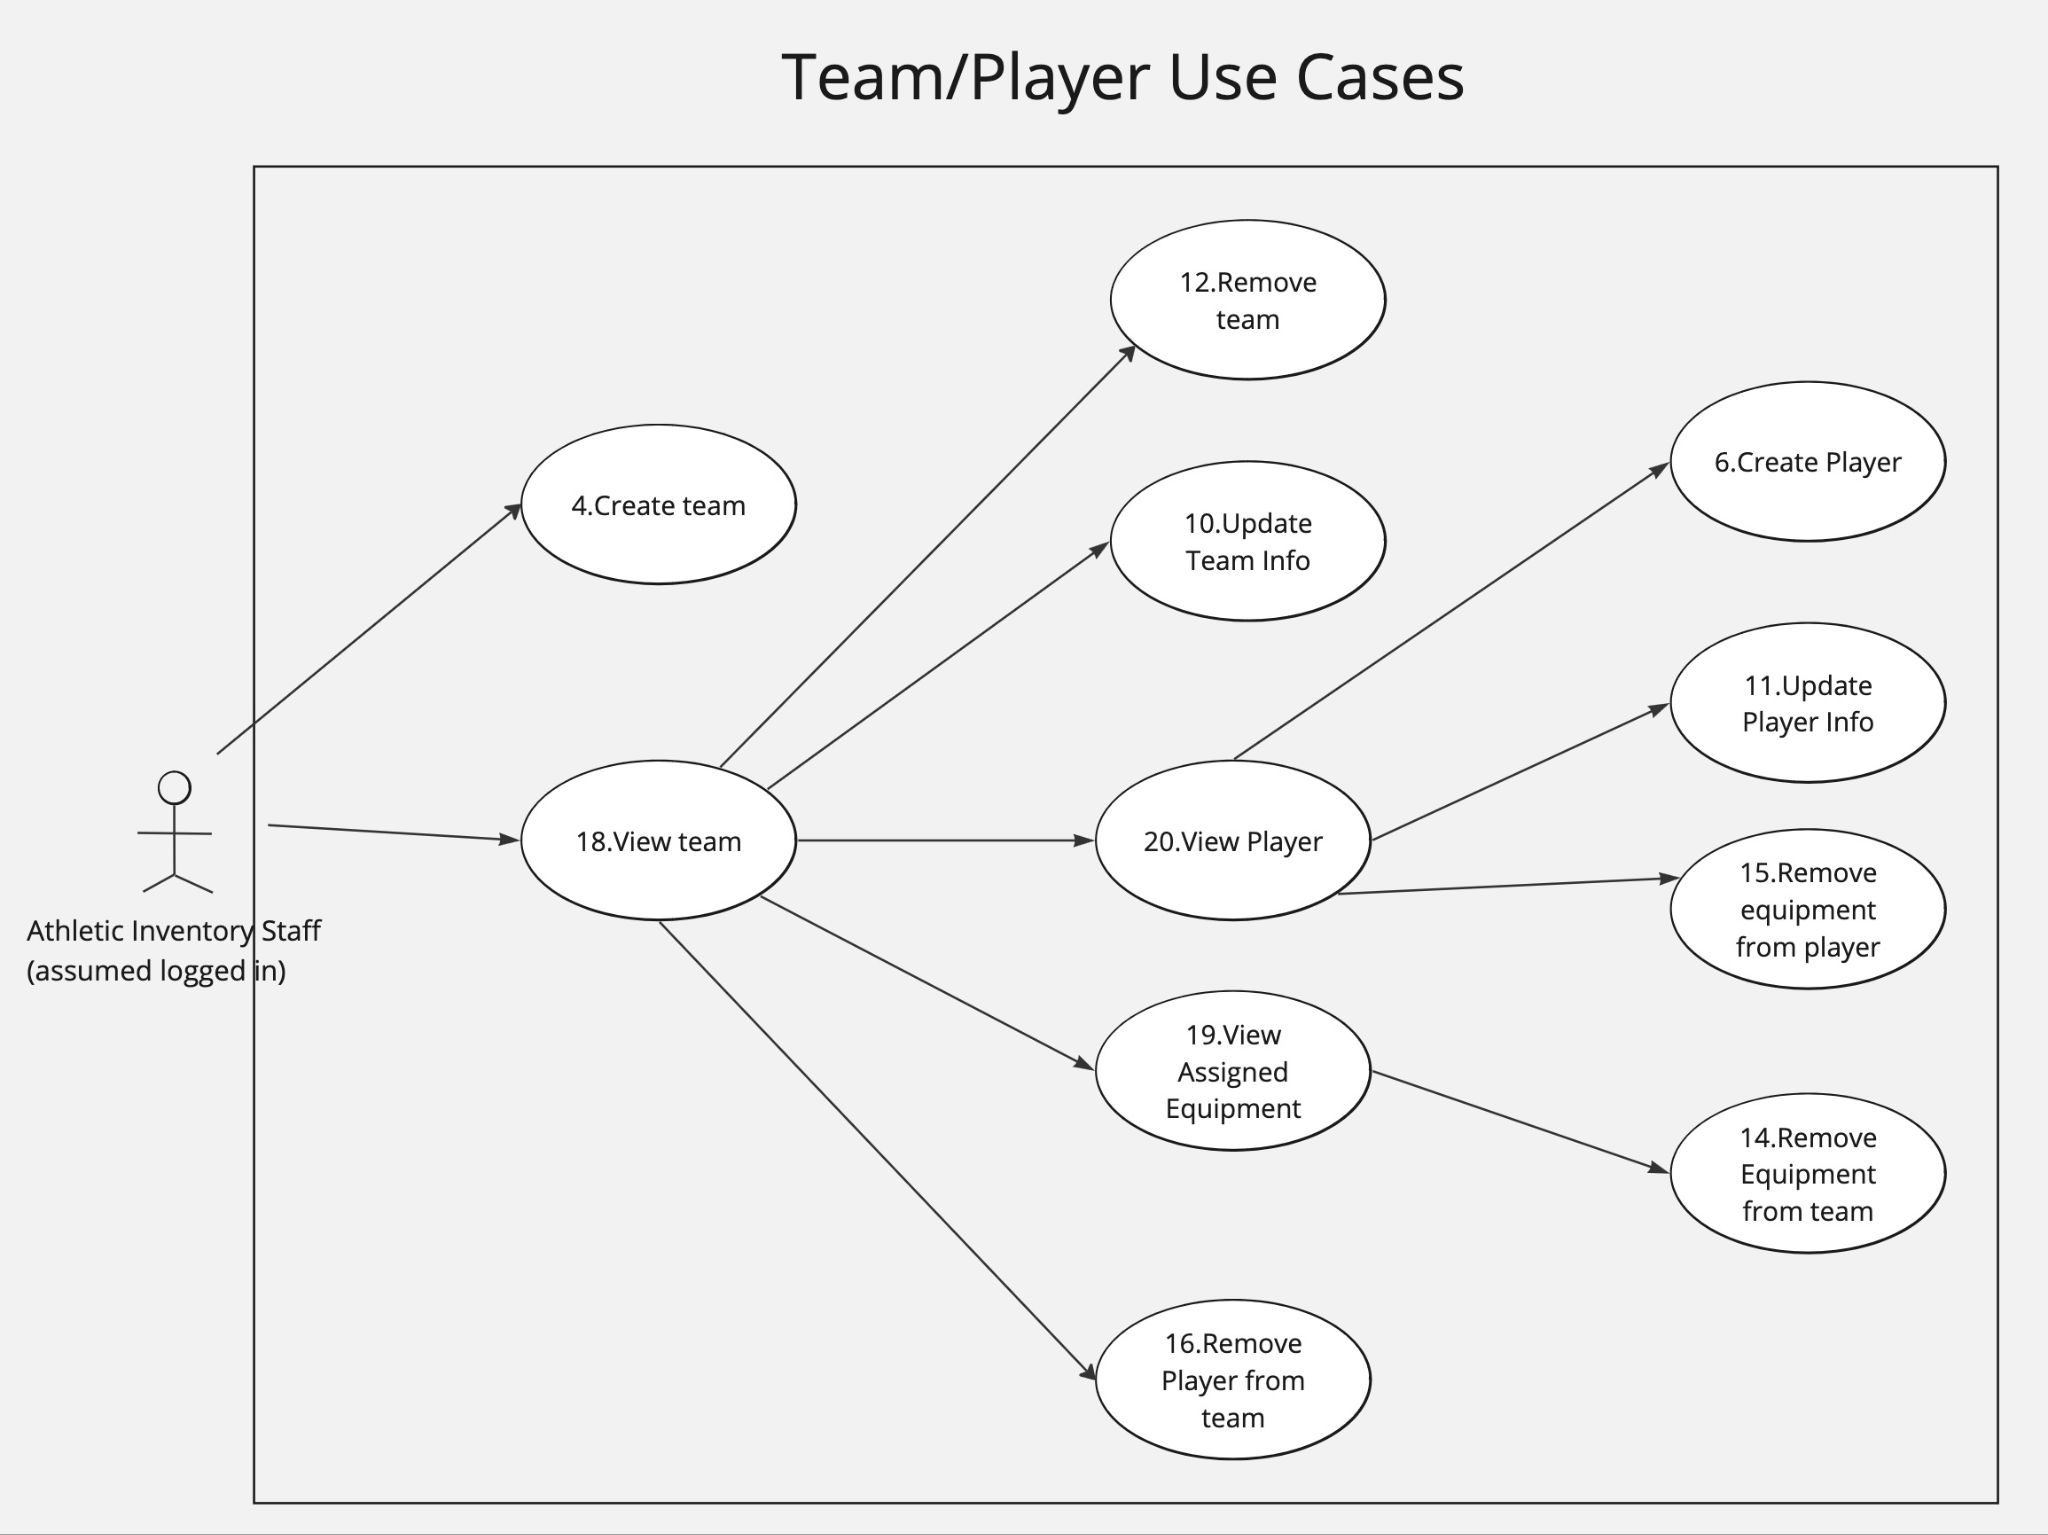 Team/Player Use Cases
12.Remove
team
6.Create Player
4.Create team
10.Update
Team Info
11.Update
Player Info
18.View team
20.View Player
15.Remove
equipment
from player
Athletic Inventory Staff
(assumed logged in)
19.View
Assigned
Equipment
14.Remove
Equipment
from team
16.Remove
Player from
team